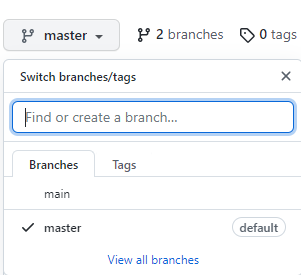 master 2 branches 0 tags
Switch branches/tags
Find or create a branch...
Branches Tags
main
master default
View all branches